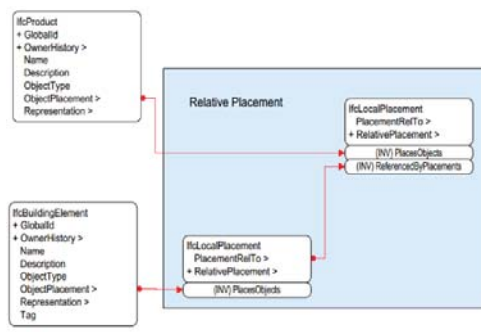 IfcProduct
+ GlobalId
+ OwnerHistory >
Name
Description
ObjectType
ObjectPlacement >
Representation >
Relative Placement
IfcLocalPlacement
PlacementRelTo >
+ RelativePlacement >
(INV) PlacesObjects
(INV) ReferencedByPlacements
IfcBuildingElement
+ GlobalId
+ OwnerHistory >
Name
Description
ObjectType
ObjectPlacement >
Representation >
Tag
IfcLocalPlacement
PlacementRelTo >
+ RelativePlacement >
(INV) PlacesObjects